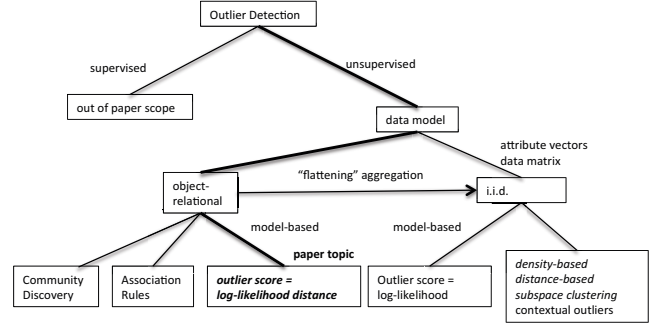 Outlier Detection
supervised
unsupervised
out of paper scope
data model
attribute vectors
data matrix
"flattening" aggregation
object-
relational
i.i.d.
model-based
model-based
paper topic
Community
Discovery
Association
Rules
outlier score =
log-likelihood distance
Outlier score =
log-likelihood
density-based
distance-based
subspace clustering
contextual outliers